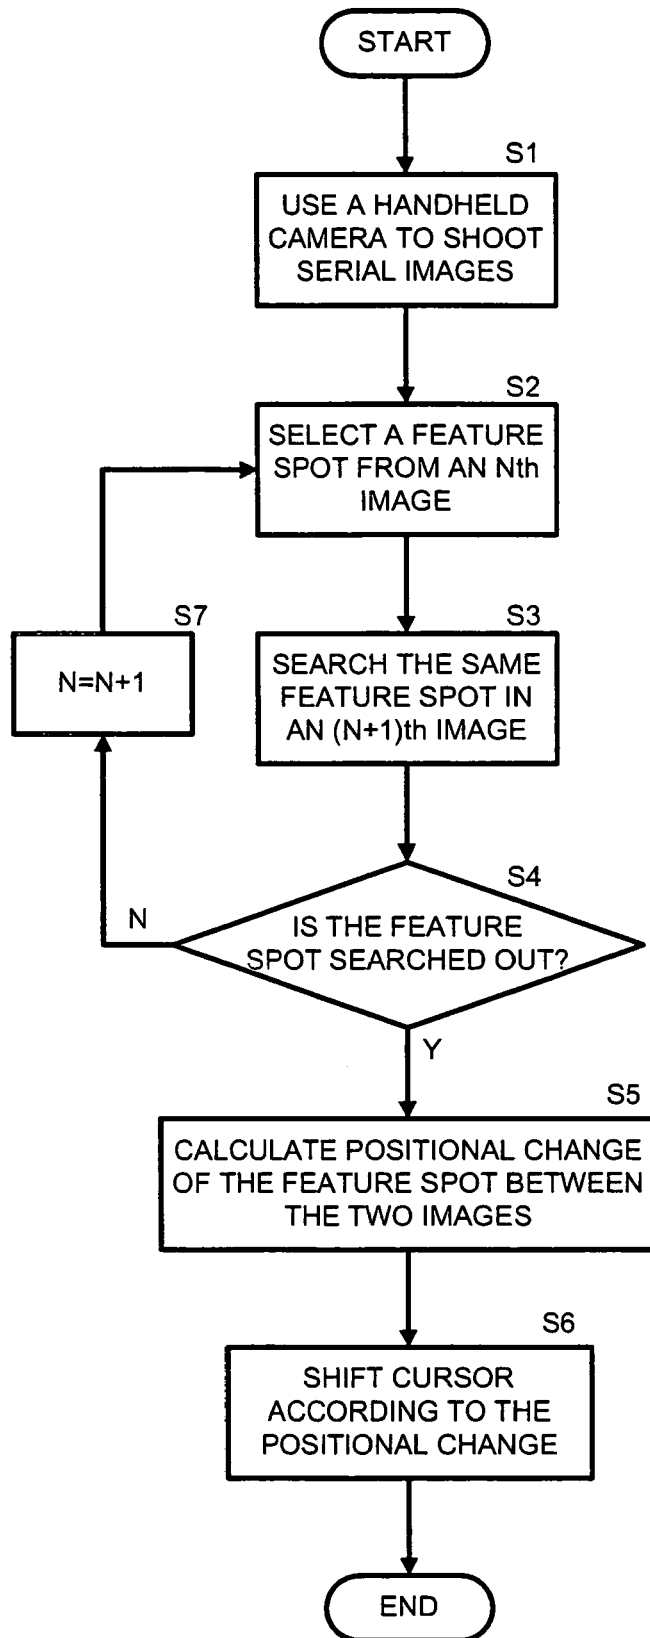 START
S1
USE A HANDHELD
CAMERA TO SHOOT
SERIAL IMAGES
S2
SELECT A FEATURE
SPOT FROM AN Nth
IMAGE
S7
N=N+1
S3
SEARCH THE SAME
FEATURE SPOT IN
AN (N+1)th IMAGE
S4
N
IS THE FEATURE
SPOT SEARCHED OUT?
Y
S5
CALCULATE POSITIONAL CHANGE
OF THE FEATURE SPOT BETWEEN
THE TWO IMAGES
S6
SHIFT CURSOR
ACCORDING TO THE
POSITIONAL CHANGE
END